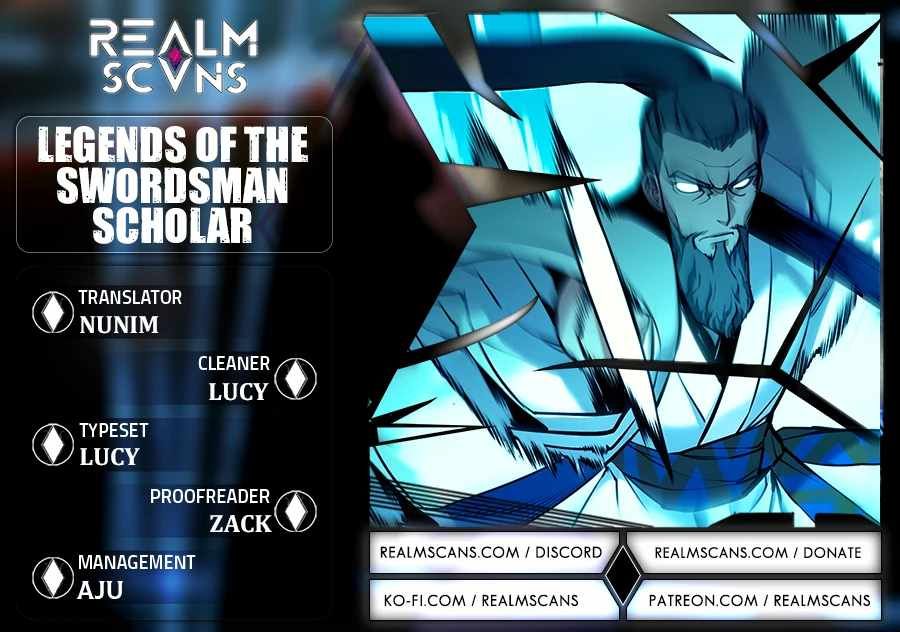 REALM
SCANS
LEGENDS OF THE
SWORDSMAN
SCHOLAR
TRANSLATOR
NUNIM
CLEANER
LUCY
TYPESET
LUCY
PROOFREADER
ZACK
MANAGEMENT
AJU
REALMSCANS.COM / DISCORD
REALMSCANS.COM / DONATE
KO-FI.COM / REALMSCANS
PATREON.COM / REALMSCANS